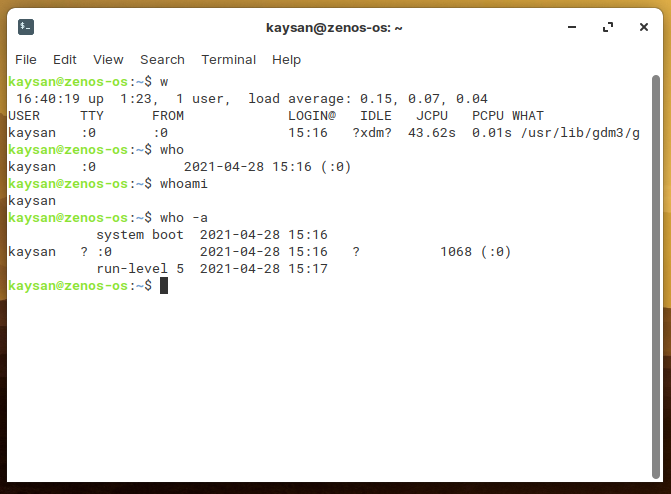 kaysan@zenos-os: ~
File Edit View Search Terminal Help
kaysan@zenos-os:~$ w
 16:40:19 up  1:23,  1 user,  load average: 0.15, 0.07, 0.04
USER     TTY      FROM             LOGIN@   IDLE   JCPU   PCPU WHAT
kaysan   :0       :0               15:16   ?xdm?  43.62s  0.01s /usr/lib/gdm3/g
kaysan@zenos-os:~$ who
kaysan   :0           2021-04-28 15:16 (:0)
kaysan@zenos-os:~$ whoami
kaysan
kaysan@zenos-os:~$ who -a
           system boot  2021-04-28 15:16
kaysan   ? :0           2021-04-28 15:16   ?          1068 (:0)
           run-level 5  2021-04-28 15:17
kaysan@zenos-os:~$